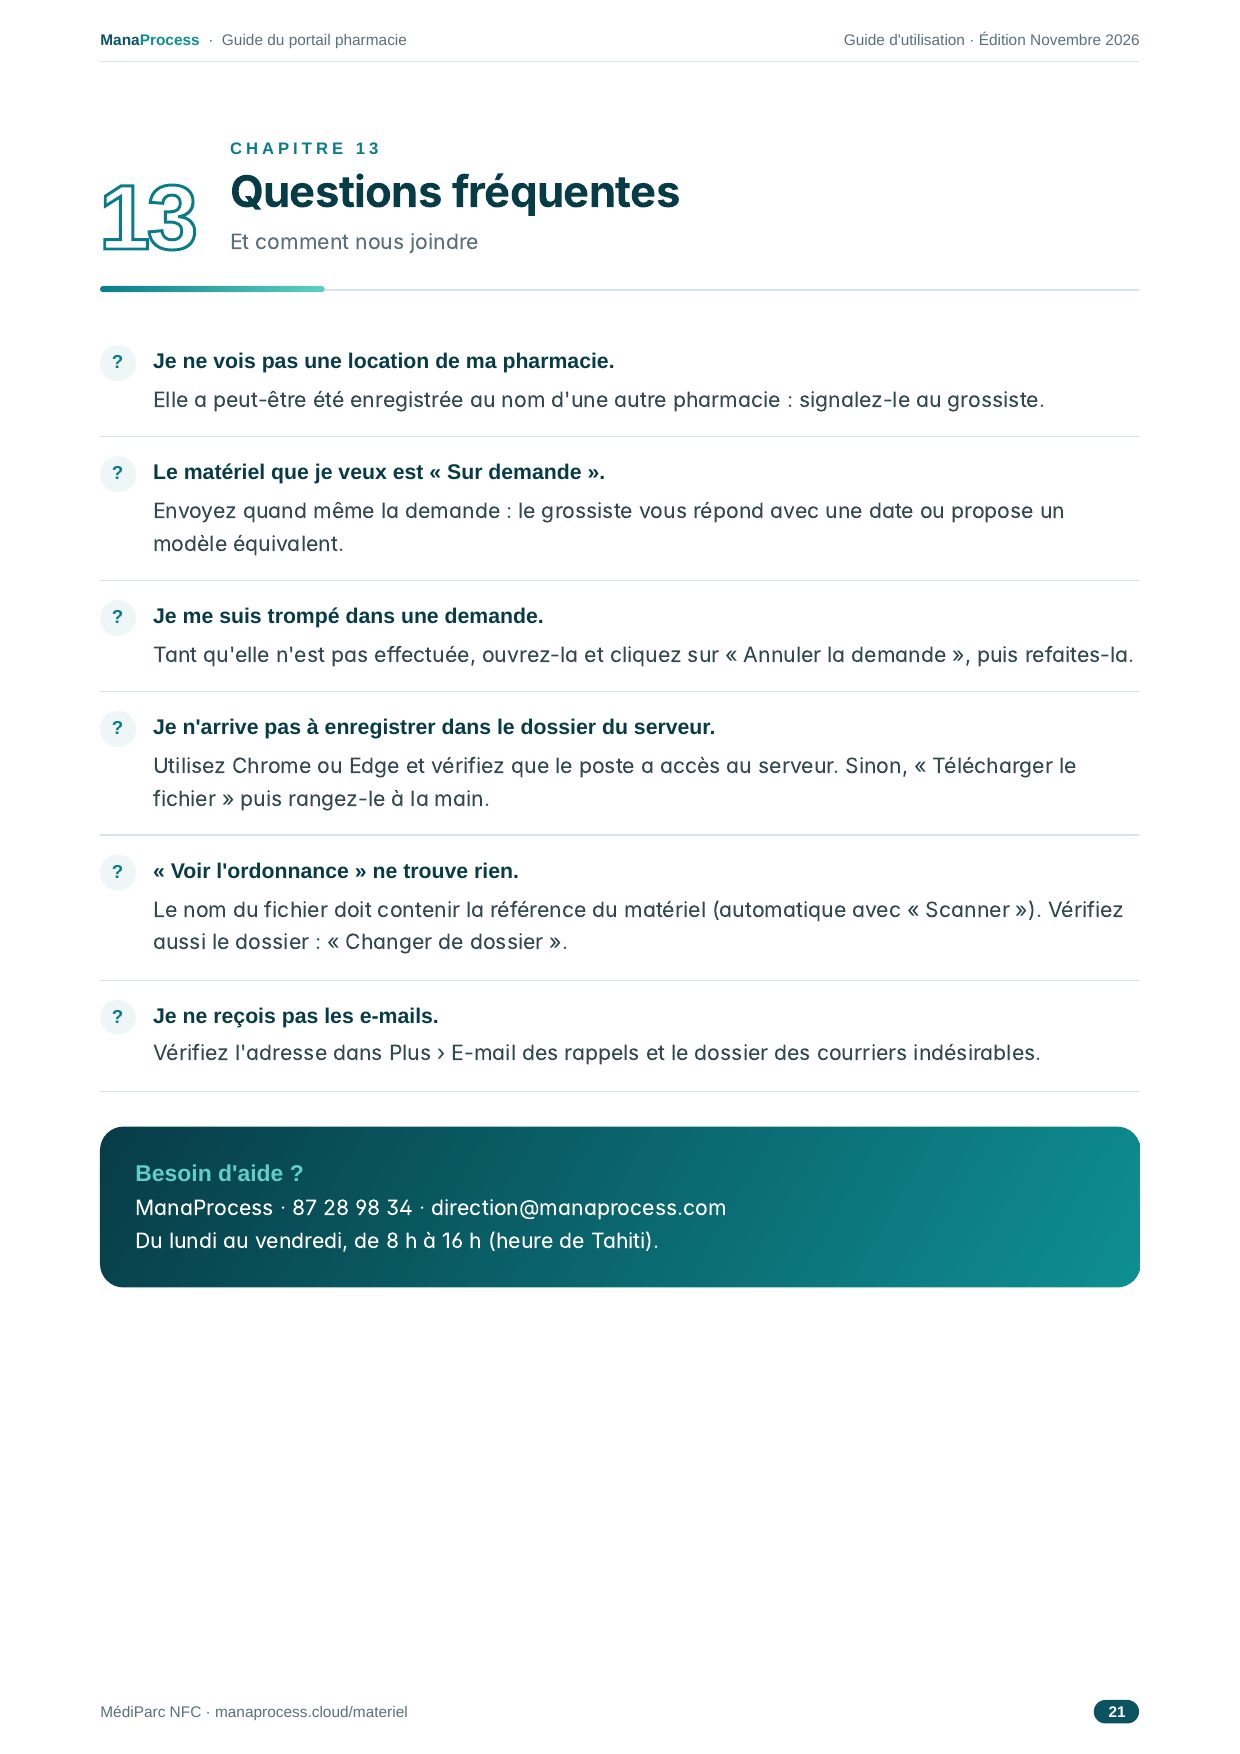 ManaProcess · Guide du portail pharmacie
Guide d'utilisation · Édition Novembre 2026
CHAPITRE 13
13
Questions fréquentes
Et comment nous joindre
? Je ne vois pas une location de ma pharmacie.
Elle a peut-être été enregistrée au nom d'une autre pharmacie : signalez-le au grossiste.
? Le matériel que je veux est « Sur demande ».
Envoyez quand même la demande : le grossiste vous répond avec une date ou propose un
modèle équivalent.
? Je me suis trompé dans une demande.
Tant qu'elle n'est pas effectuée, ouvrez-la et cliquez sur « Annuler la demande », puis refaites-la.
? Je n'arrive pas à enregistrer dans le dossier du serveur.
Utilisez Chrome ou Edge et vérifiez que le poste a accès au serveur. Sinon, « Télécharger le
fichier » puis rangez-le à la main.
? « Voir l'ordonnance » ne trouve rien.
Le nom du fichier doit contenir la référence du matériel (automatique avec « Scanner »). Vérifiez
aussi le dossier : « Changer de dossier ».
? Je ne reçois pas les e-mails.
Vérifiez l'adresse dans Plus › E-mail des rappels et le dossier des courriers indésirables.
Besoin d'aide ?
ManaProcess · 87 28 98 34 · direction@manaprocess.com
Du lundi au vendredi, de 8 h à 16 h (heure de Tahiti).
MédiParc NFC · manaprocess.cloud/materiel
21